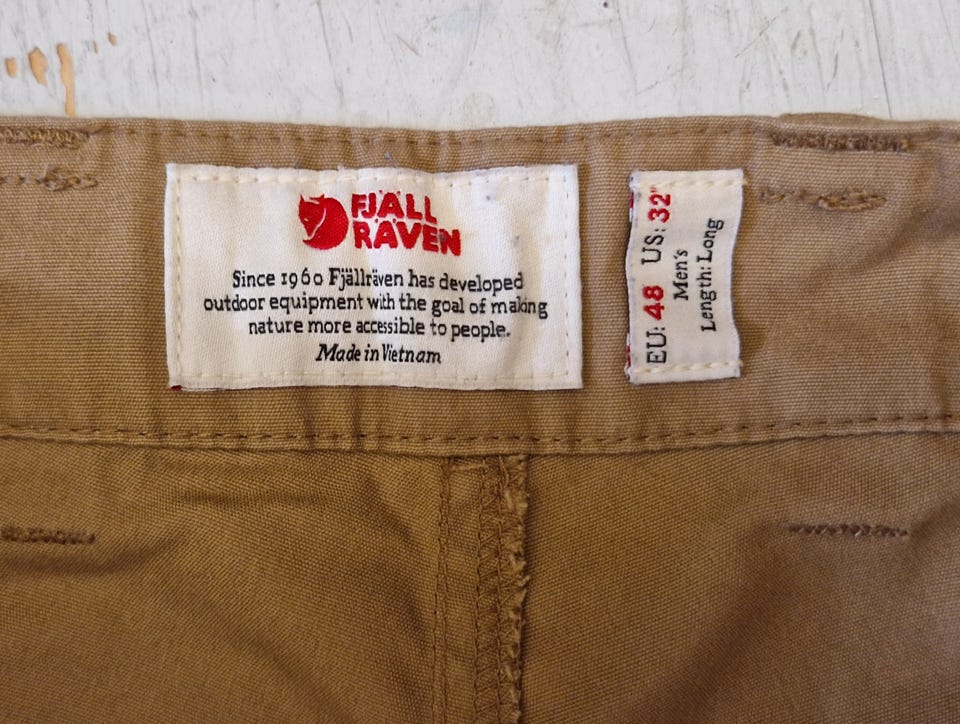 FJÄLL
RÄVEN
Since 1960 Fjällräven has developed
outdoor equipment with the goal of making
nature more accessible to people.
Made in Vietnam
EU: 48 US: 32"
Men's
Length: Long